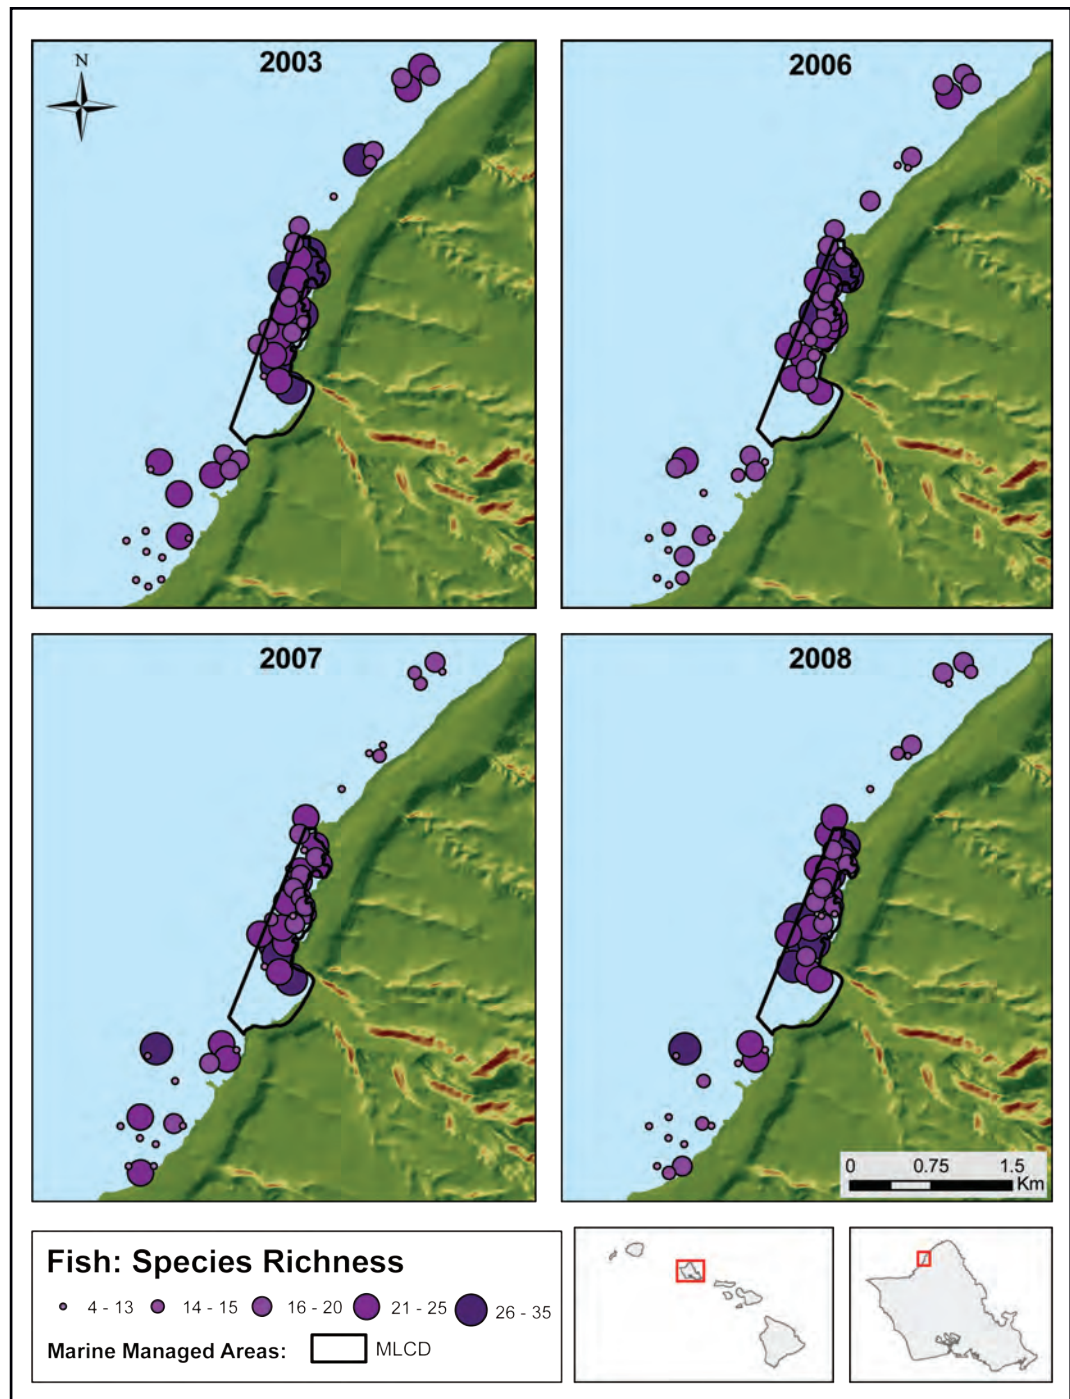 N
2003
2006
2007
2008
0 0.75 1.5
Km
Fish: Species Richness
4 - 13 14 - 15 16 - 20 21 - 25 26 - 35
Marine Managed Areas: MLCD